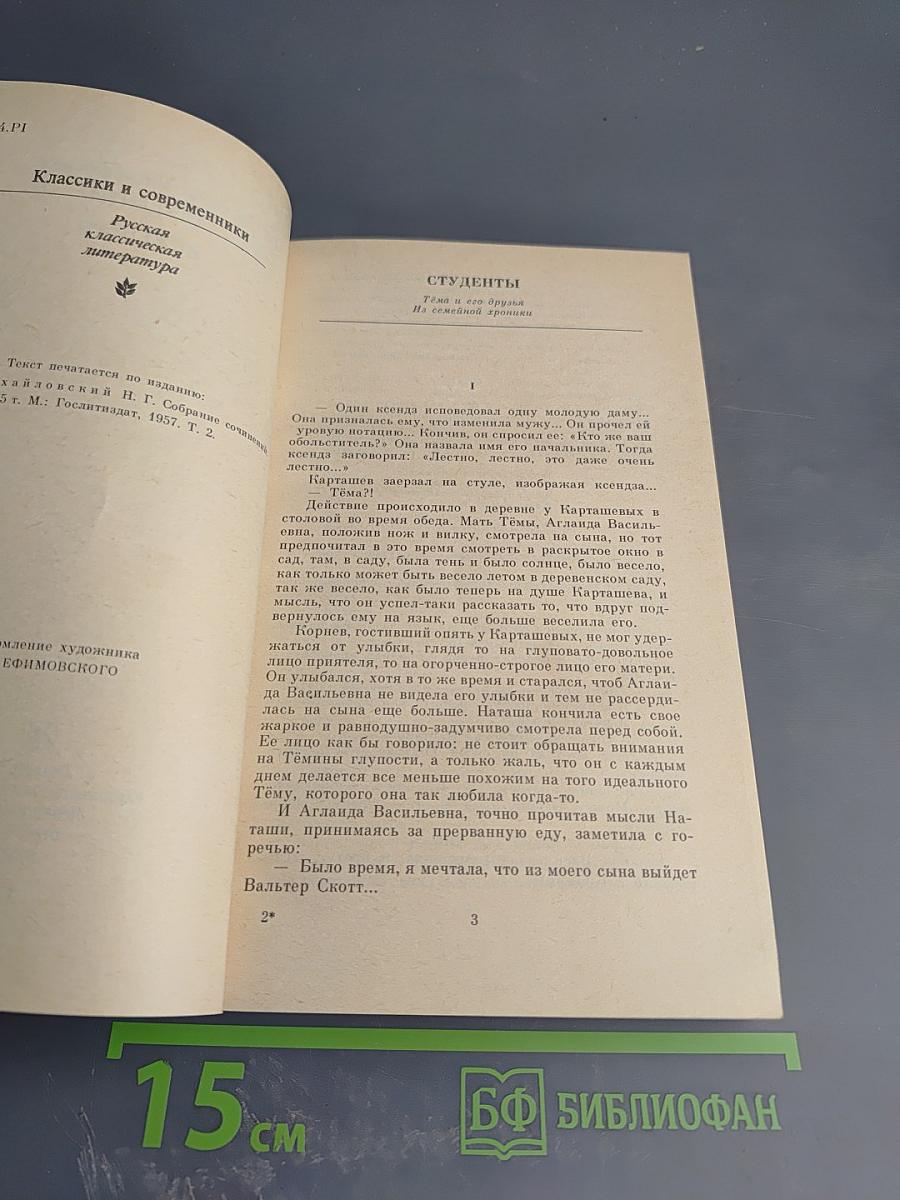 4.PI
Классики и современники
Русская
классическая
литература
Текст печатается по изданию:
хайловский Н. Г. Собрание сочинений
5 т. М.: Гослитиздат, 1957. Т. 2.
мление художника
ЕФИМОВСКОГО
СТУДЕНТЫ
Тёма и его друзья
Из семейной хроники
I
— Один ксендз исповедовал одну молодую даму...
Она призналась ему, что изменила мужу... Он прочел ей
уровую нотацию... Кончив, он спросил ее: «Кто же ваш
обольститель?» Она назвала имя его начальника. Тогда
ксендз заговорил: «Лестно, лестно, это даже очень
лестно...»
Карташев заерзал на стуле, изображая ксендза...
— Тёма?!
Действие происходило в деревне у Карташевых в
столовой во время обеда. Мать Тёмы, Аглаида Василь-
евна, положив нож и вилку, смотрела на сына, но тот
предпочитал в это время смотреть в раскрытое окно в
сад, там, в саду, была тень и было солнце, было весело,
как только может быть весело летом в деревенском саду,
так же весело, как было теперь на душе Карташева, и
мысль, что он успел-таки рассказать то, что вдруг под-
вернулось ему на язык, еще больше веселила его.
Корнев, гостивший опять у Карташевых, не мог удер-
жаться от улыбки, глядя то на глуповато-довольное
лицо приятеля, то на огорченно-строгое лицо его матери.
Он улыбался, хотя в то же время и старался, чтоб Аглаи-
да Васильевна не видела его улыбки и тем не рассерди-
лась на сына еще больше. Наташа кончила есть свое
жаркое и равнодушно-задумчиво смотрела перед собой.
Ее лицо как бы говорило: не стоит обращать внимания
на Тёмины глупости, а только жаль, что он с каждым
днем делается все меньше похожим на того идеального
Тёму, которого она так любила когда-то.
И Аглаида Васильевна, точно прочитав мысли На-
таши, принимаясь за прерванную еду, заметила с го-
речью:
— Было время, я мечтала, что из моего сына выйдет
Вальтер Скотт...
2*
3
15 см
БФ БИБЛИОФАН